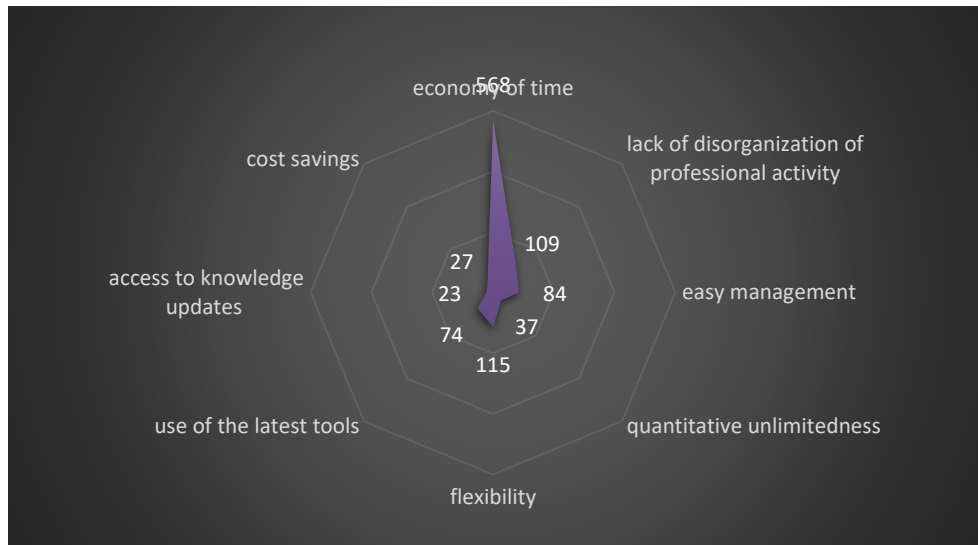 568
economy of time
lack of disorganization of
professional activity
cost savings
109
27
access to knowledge
updates
23
84
easy management
74
37
115
use of the latest tools
quantitative unlimitedness
flexibility